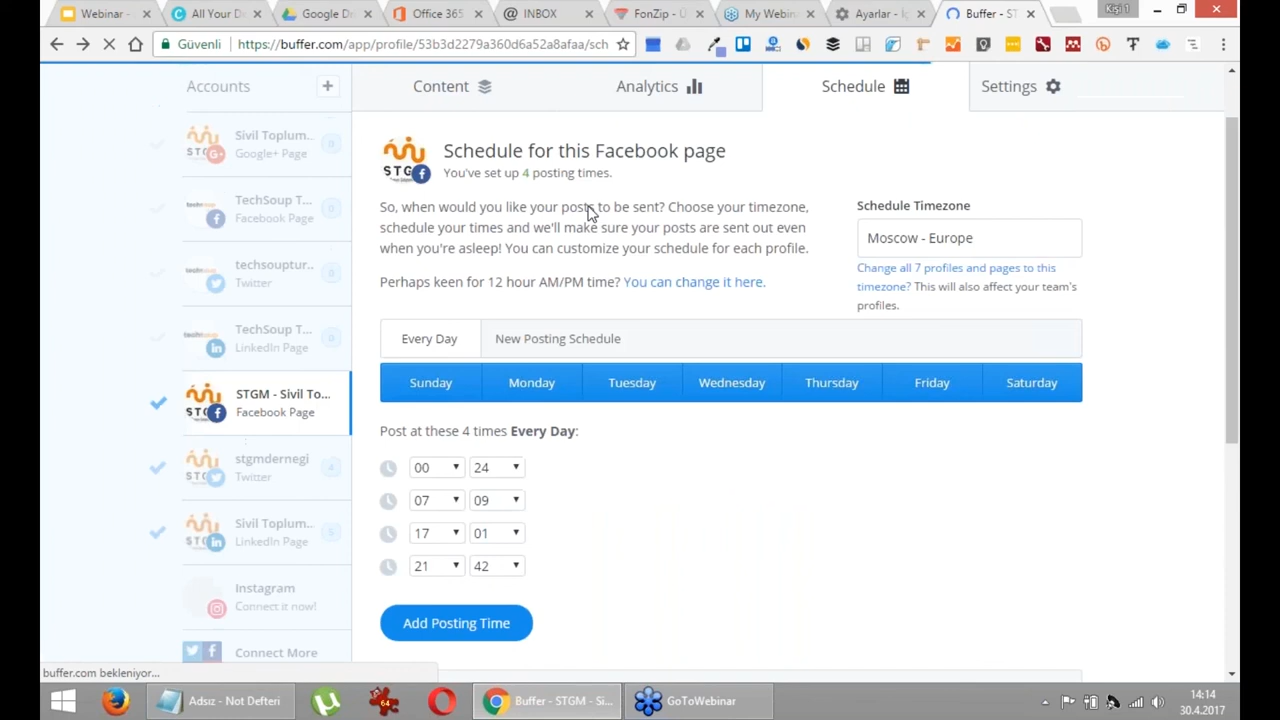 Webinar -
All Your De
Google Dri
Office 365
INBOX
FonZip - Ü
My Webin
Ayarlar - İç
Buffer - ST
Kişi 1
Güvenli
https://buffer.com/app/profile/53b3d2279a360d6a52a8afaa/sch
Accounts
+
Content
Analytics
Schedule
Settings
Sivil Toplum..
Google+ Page
TechSoup T...
Facebook Page
techsouptur..
Twitter
TechSoup T...
LinkedIn Page
STGM - Sivil To...
Facebook Page
stgmdernegi
Twitter
4
Sivil Toplum..
LinkedIn Page
5
Instagram
Connect it now!
Connect More
Schedule for this Facebook page
You've set up 4 posting times.
So, when would you like your posts to be sent? Choose your timezone,
schedule your times and we'll make sure your posts are sent out even
when you're asleep! You can customize your schedule for each profile.
Perhaps keen for 12 hour AM/PM time? You can change it here.
Schedule Timezone
Moscow - Europe
Change all 7 profiles and pages to this
timezone? This will also affect your team's
profiles.
Every Day
New Posting Schedule
Sunday Monday Tuesday Wednesday Thursday Friday Saturday
Post at these 4 times Every Day:
00 24
07 09
17 01
21 42
Add Posting Time
buffer.com bekleniyor...
Adsız - Not Defteri
64
Buffer - STGM - Si...
GoToWebinar
14:14
30.4.2017